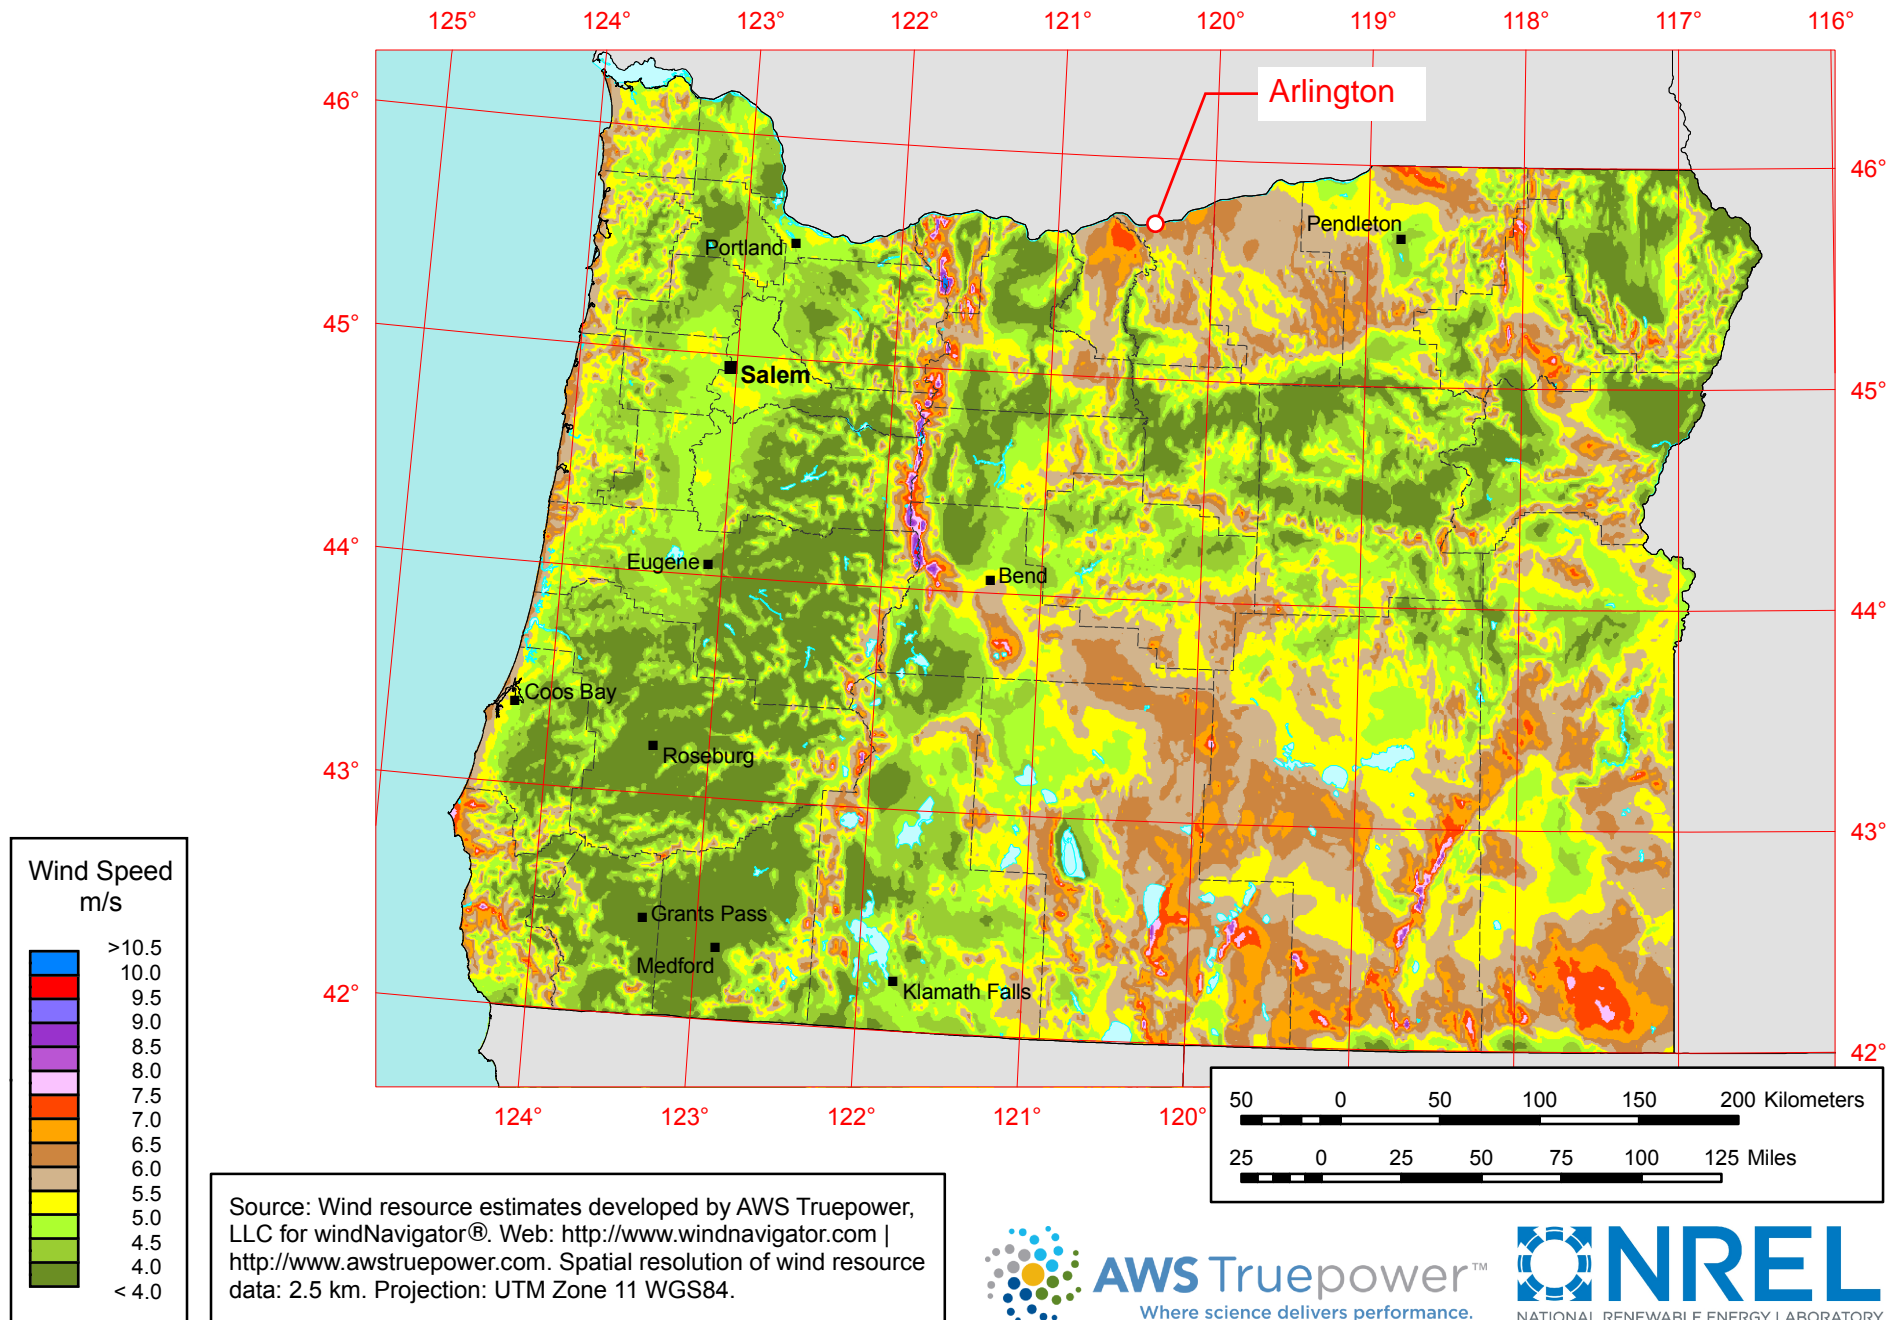 125° 124° 123° 122° 121° 120° 119° 118° 117° 116°
Arlington
46°
46°
Pendleton
Portland
45°
Salem
45°
44°
Eugene
Bend
44°
Coos Bay
Roseburg
43°
43°
Grants Pass
Medford
42°
Klamath Falls
42°
124° 123° 122° 121° 120°
Wind Speed
m/s
>10.5
10.0
9.5
9.0
8.5
8.0
7.5
7.0
6.5
6.0
5.5
5.0
4.5
4.0
< 4.0
50 0 50 100 150 200 Kilometers
25 0 25 50 75 100 125 Miles
Source: Wind resource estimates developed by AWS Truepower,
LLC for windNavigator®. Web: http://www.windnavigator.com |
http://www.awstruepower.com. Spatial resolution of wind resource
data: 2.5 km. Projection: UTM Zone 11 WGS84.
AWS Truepower™
Where science delivers performance.
NREL
NATIONAL RENEWABLE ENERGY LABORATORY